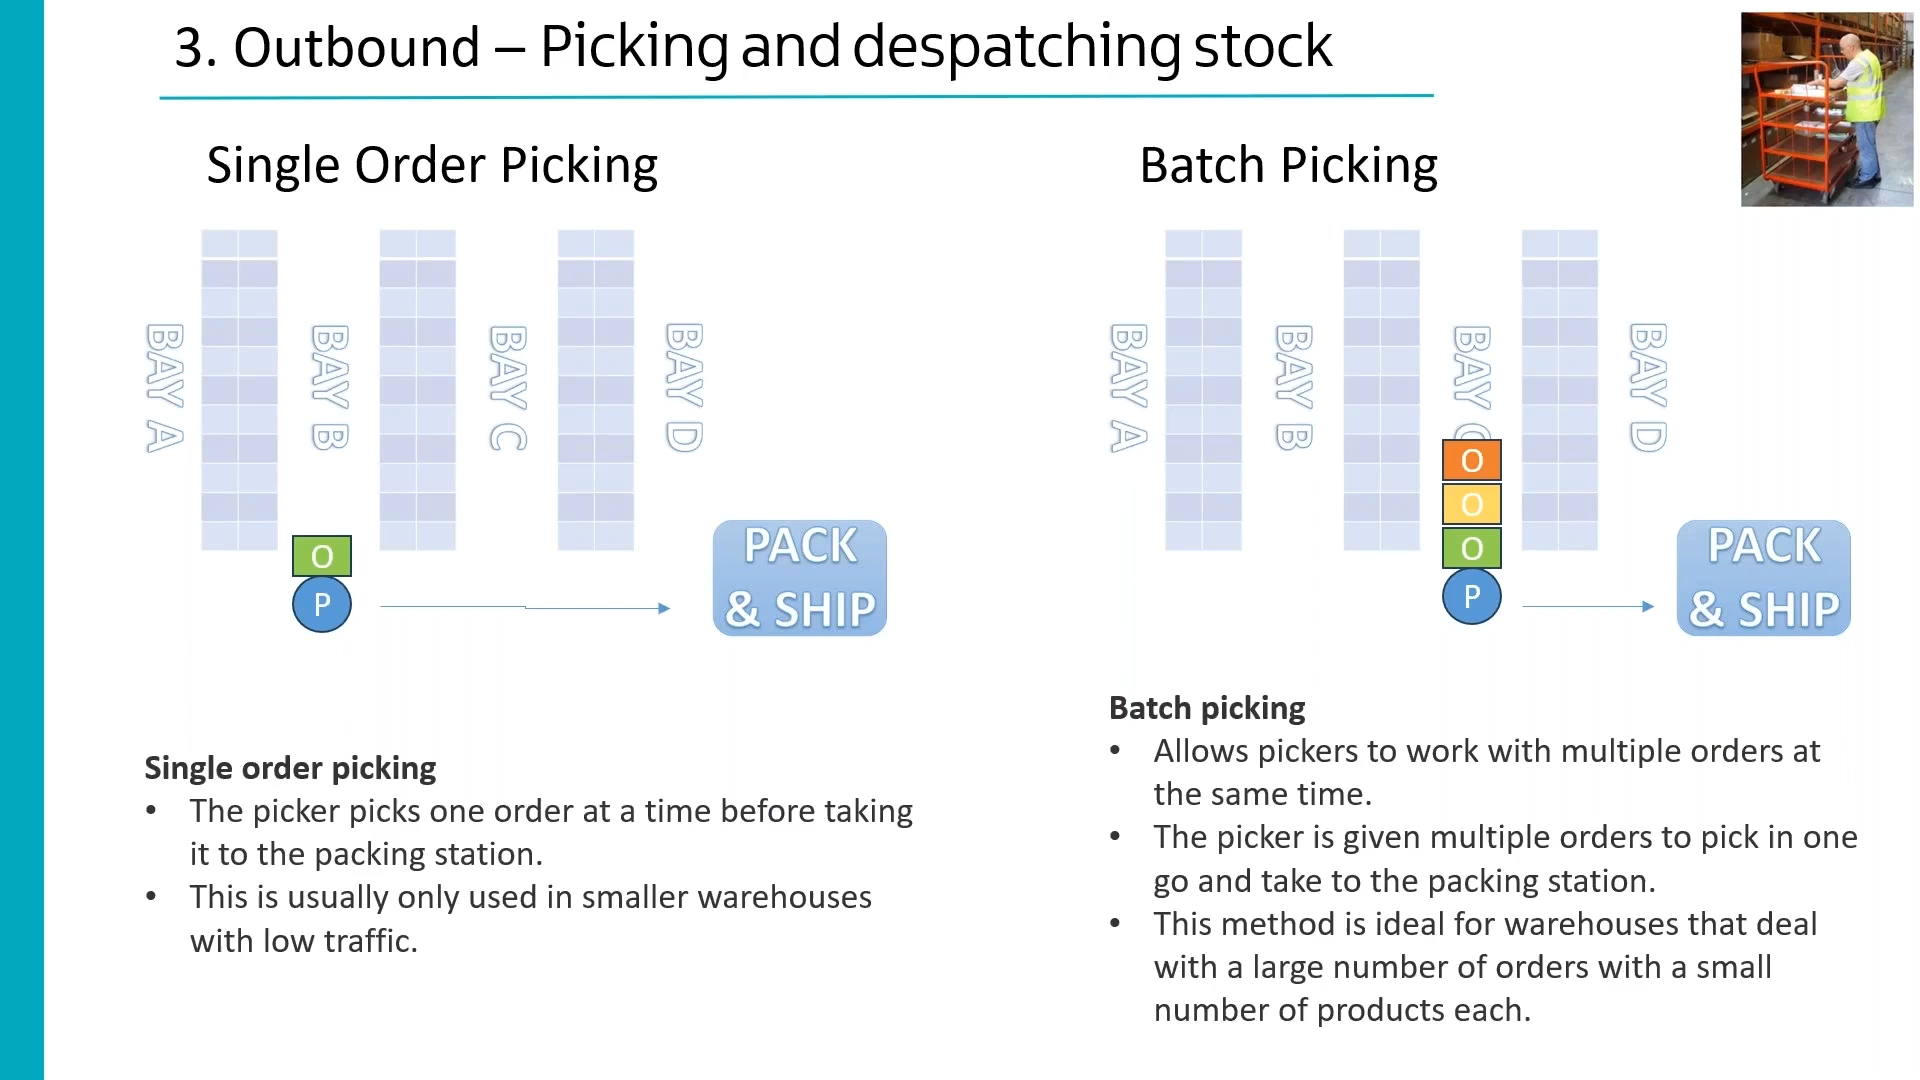 3. Outbound – Picking and despatching stock
Single Order Picking
BAY A
BAY B
BAY C
BAY D
O
P
PACK
& SHIP
Single order picking
• The picker picks one order at a time before taking
it to the packing station.
• This is usually only used in smaller warehouses
with low traffic.
Batch Picking
BAY A
BAY B
BAY C
BAY D
O
O
O
P
PACK
& SHIP
Batch picking
• Allows pickers to work with multiple orders at
the same time.
• The picker is given multiple orders to pick in one
go and take to the packing station.
• This method is ideal for warehouses that deal
with a large number of orders with a small
number of products each.